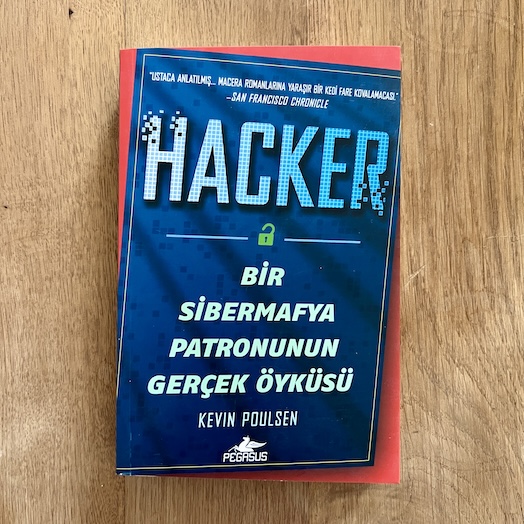 "USTACA ANLATILMIŞ... MACERA ROMANLARINA YARAŞIR BİR KEDİ FARE KOVALAMACASI."
–SAN FRANCISCO CHRONICLE
HACKER
BİR
SİBERMAFYA
PATRONUNUN
GERÇEK ÖYKÜSÜ
KEVIN POULSEN
PEGASUS